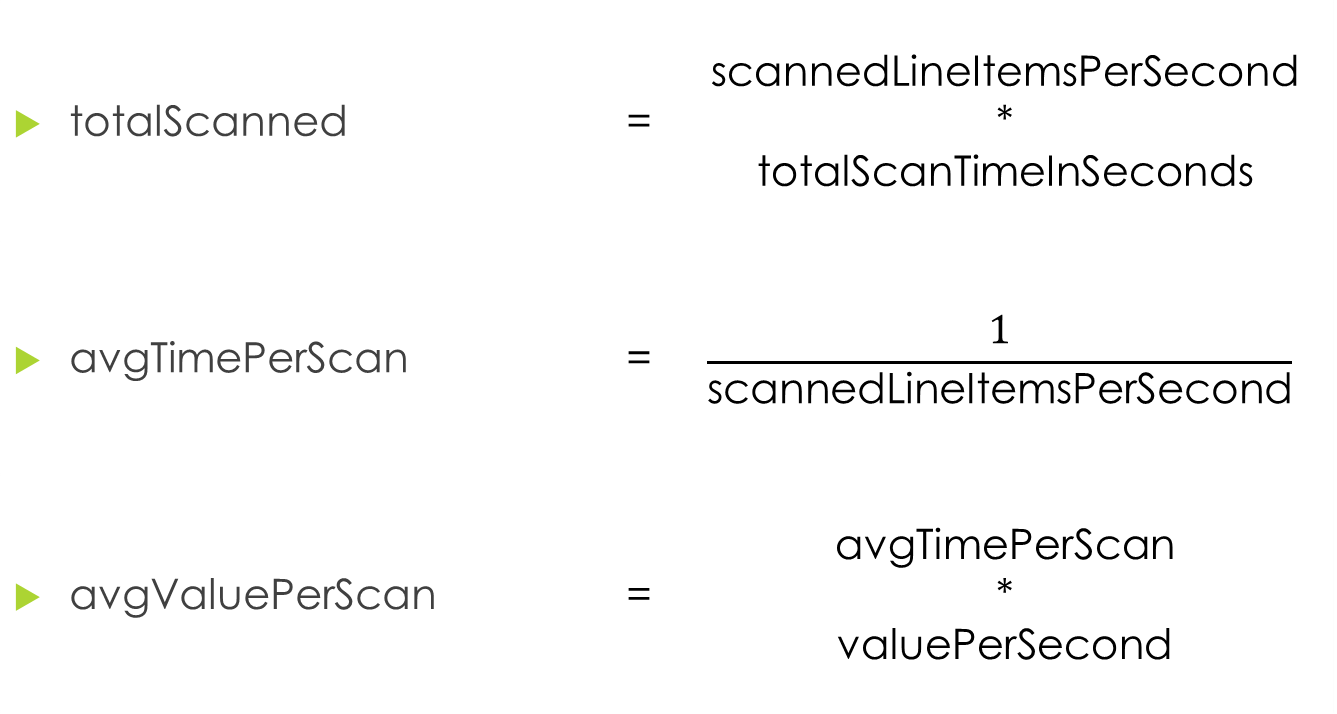 scannedLineItemsPerSecond
totalScanned = *
totalScanTimeInSeconds
1
avgTimePerScan =
scannedLineItemsPerSecond
avgTimePerScan
avgValuePerScan = *
valuePerSecond